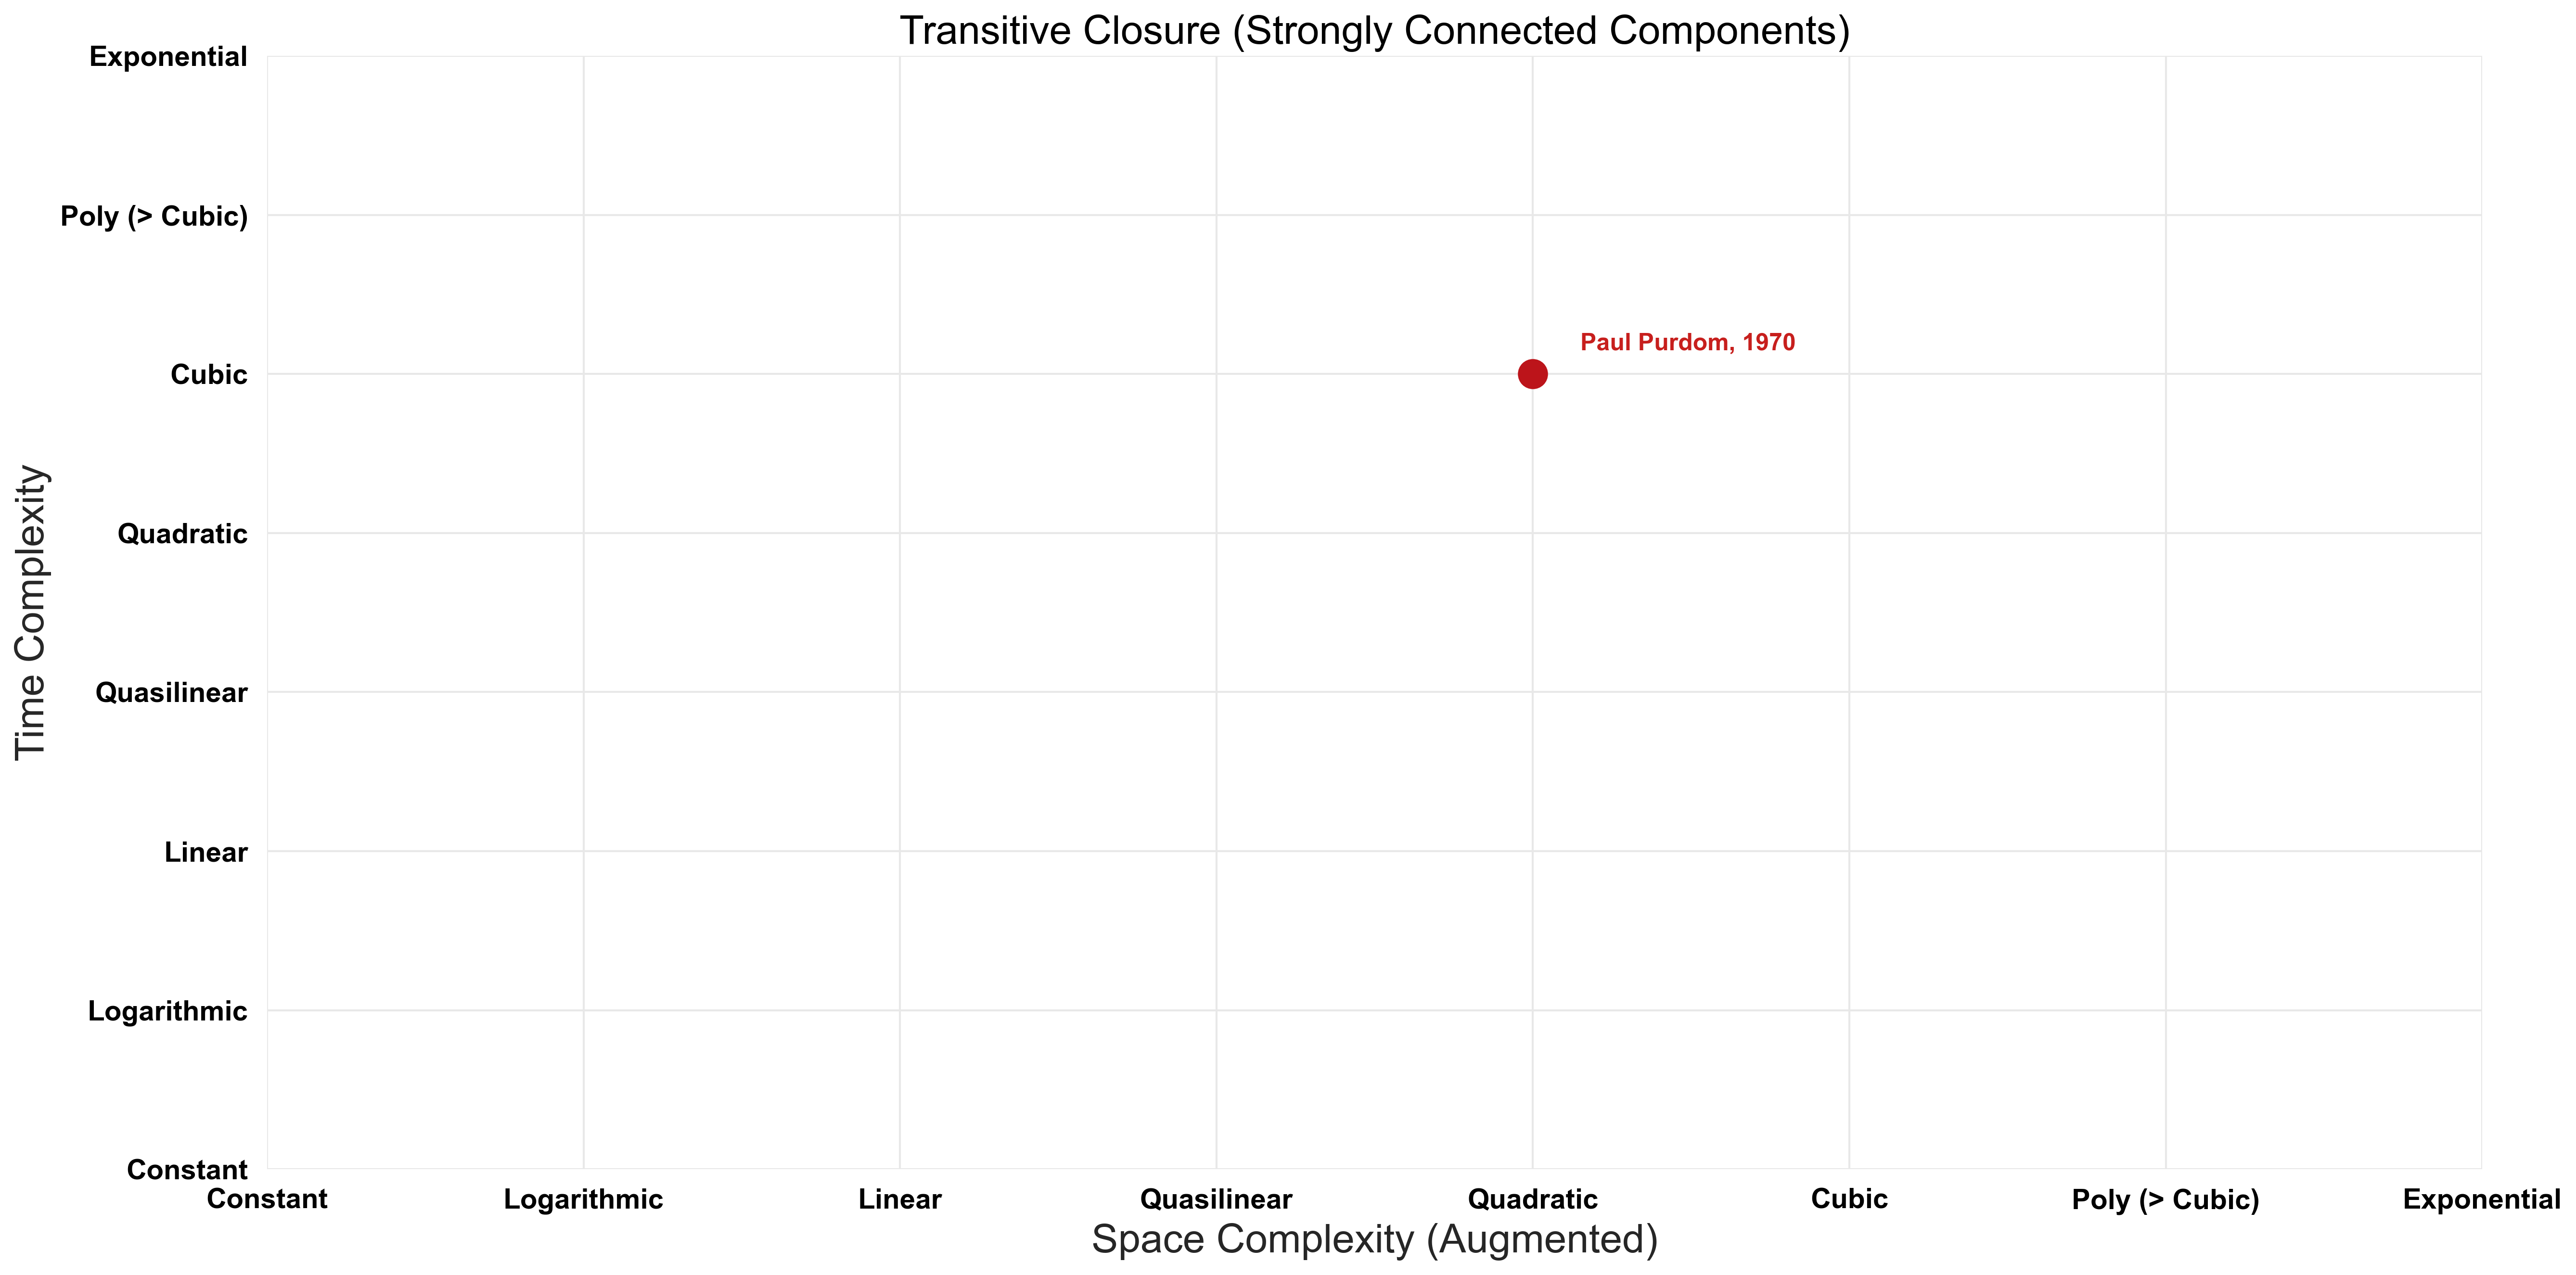 Transitive Closure (Strongly Connected Components)
Exponential
Poly (> Cubic)
Cubic
Quadratic
Quasilinear
Linear
Logarithmic
Constant
Time Complexity
Paul Purdom, 1970
Constant
Logarithmic
Linear
Quasilinear
Quadratic
Cubic
Poly (> Cubic)
Exponential
Space Complexity (Augmented)